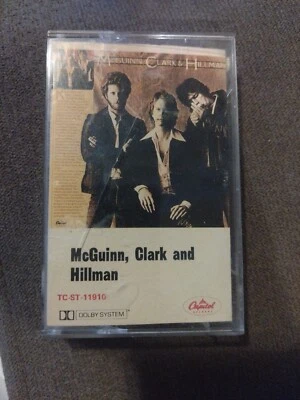 McGUINN, CLARK & HILLMAN
McGuinn, Clark and
Hillman
TC-ST-11910
Capitol
DOLBY SYSTEM